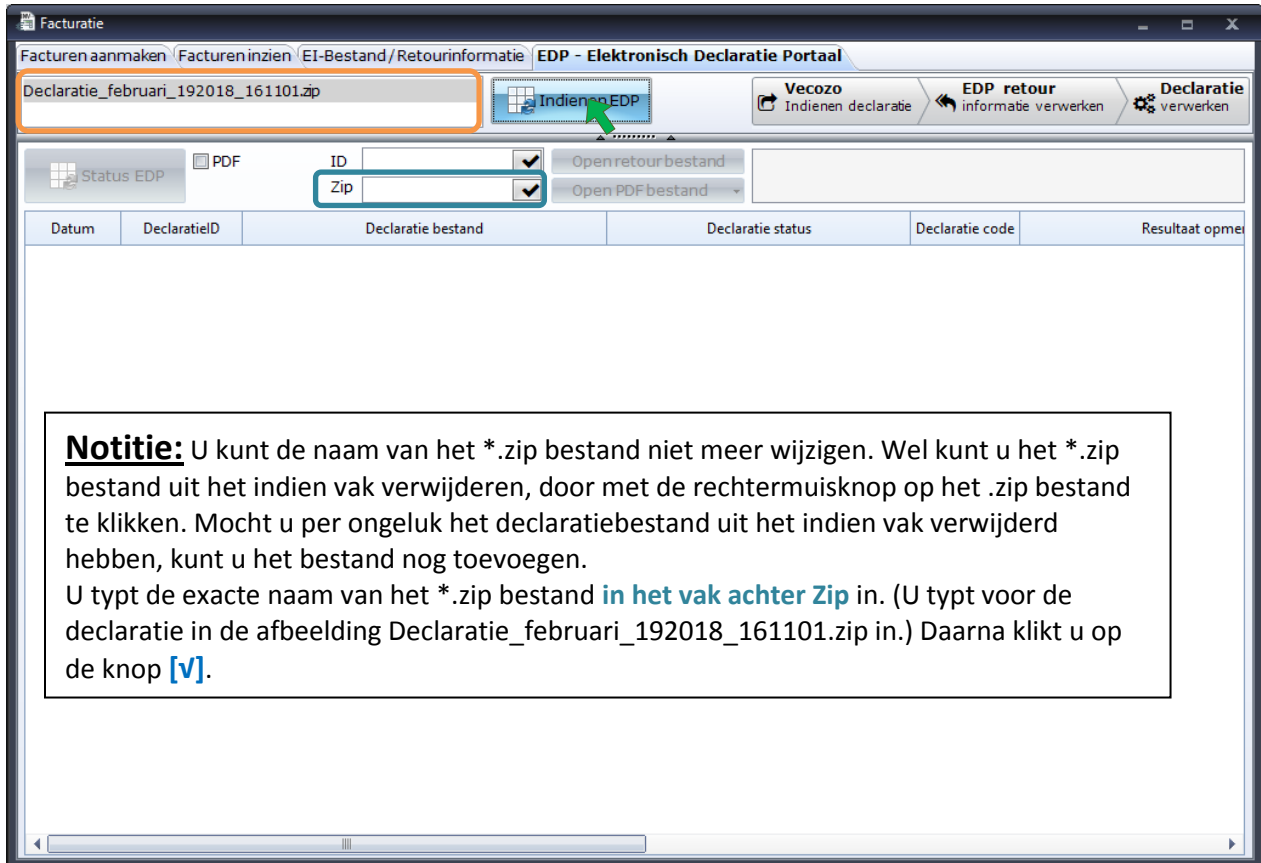 Facturatie
Facturen aanmaken Facturen inzien EI-Bestand / Retourinformatie EDP - Elektronisch Declaratie Portaal
Declaratie_februari_192018_161101.zip
Indienen EDP
Vecozo
Indienen declaratie
EDP retour
informatie verwerken
Declaratie
verwerken
Status EDP
PDF
ID
Open retour bestand
Zip
Open PDF bestand
Datum DeclaratieID Declaratie bestand Declaratie status Declaratie code Resultaat opmer
Notitie: U kunt de naam van het *.zip bestand niet meer wijzigen. Wel kunt u het *.zip
bestand uit het indien vak verwijderen, door met de rechtermuisknop op het .zip bestand
te klikken. Mocht u per ongeluk het declaratiebestand uit het indien vak verwijderd
hebben, kunt u het bestand nog toevoegen.
U typt de exacte naam van het *.zip bestand in het vak achter Zip in. (U typt voor de
declaratie in de afbeelding Declaratie_februari_192018_161101.zip in.) Daarna klikt u op
de knop [√].